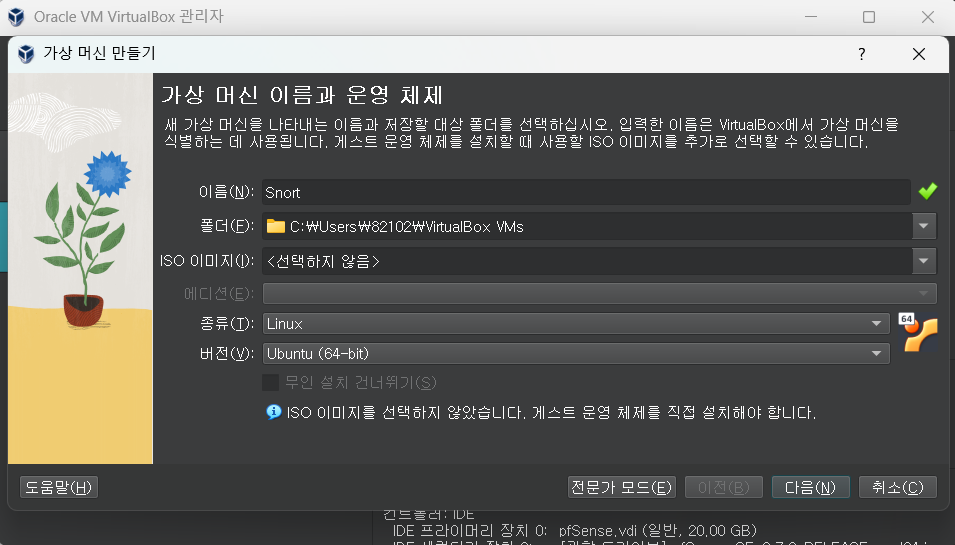 Oracle VM VirtualBox 관리자
가상 머신 만들기
?
가상 머신 이름과 운영 체제
새 가상 머신을 나타내는 이름과 저장할 대상 폴더를 선택하십시오. 입력한 이름은 VirtualBox에서 가상 머신을
식별하는 데 사용됩니다. 게스트 운영 체제를 설치할 때 사용할 ISO 이미지를 추가로 선택할 수 있습니다.
이름(N): Snort
폴더(F): C:₩Users₩82102₩VirtualBox VMs
ISO 이미지(I): <선택하지 않음>
에디션(E):
종류(T): Linux
64
버전(V): Ubuntu (64-bit)
무인 설치 건너뛰기(S)
ISO 이미지를 선택하지 않았습니다. 게스트 운영 체제를 직접 설치해야 합니다.
도움말(H) 전문가 모드(E) 이전(B) 다음(N) 취소(C)
컨트롤러: IDE
IDE 프라이머리 장치 0: pfSense.vdi (일반, 20.00 GB)